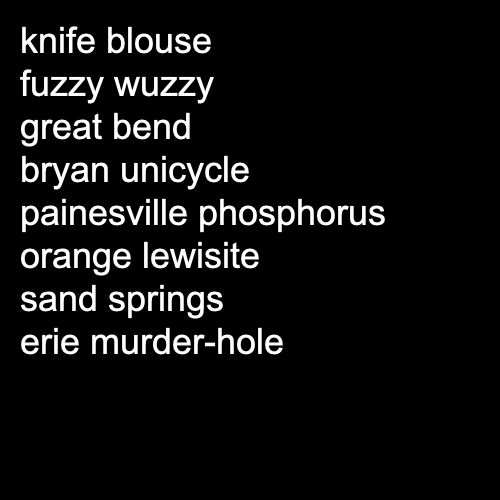 knife blouse
fuzzy wuzzy
great bend
bryan unicycle
painesville phosphorus
orange lewisite
sand springs
erie murder-hole